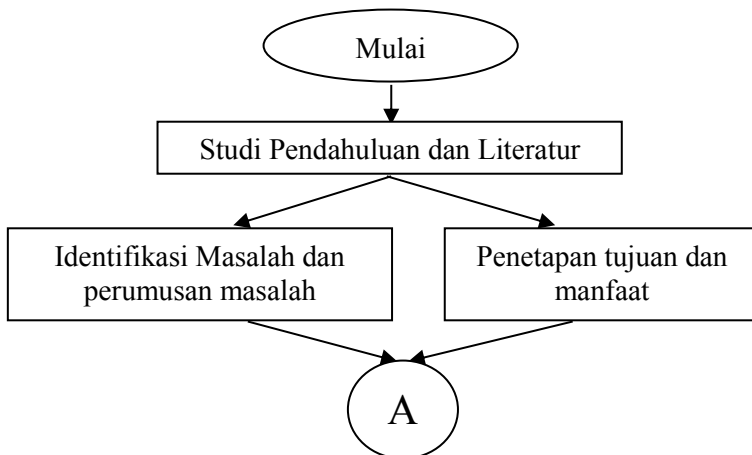 Mulai
Studi Pendahuluan dan Literatur
Identifikasi Masalah dan
perumusan masalah
Penetapan tujuan dan
manfaat
A